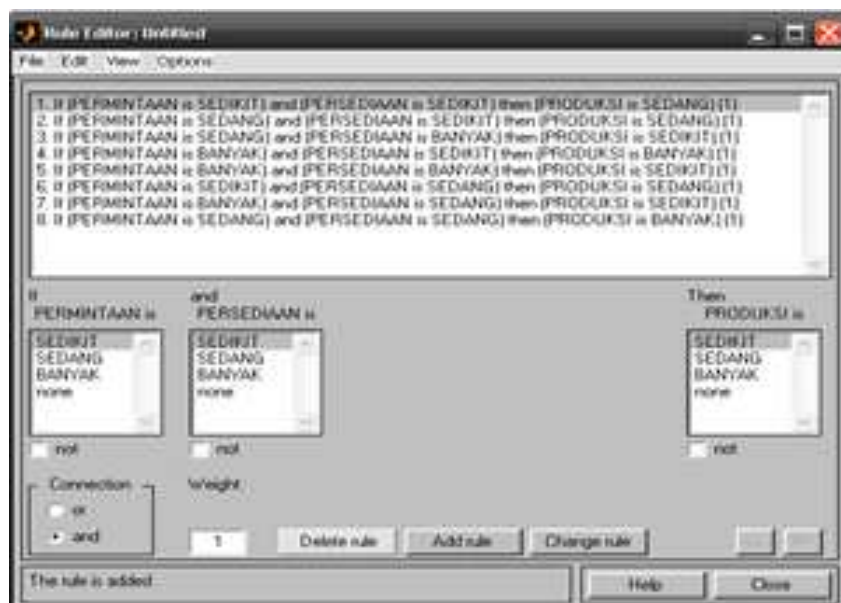 Rule Editor: Untitled
File Edit View Options
1. If (PERMINTAAN is SEDIKIT) and (PERSEDIAAN is SEDIKIT) then (PRODUKSI is SEDANG) (1)
2. If (PERMINTAAN is SEDANG) and (PERSEDIAAN is SEDIKIT) then (PRODUKSI is SEDANG) (1)
3. If (PERMINTAAN is SEDANG) and (PERSEDIAAN is BANYAK) then (PRODUKSI is SEDIKIT) (1)
4. If (PERMINTAAN is BANYAK) and (PERSEDIAAN is SEDIKIT) then (PRODUKSI is BANYAK) (1)
5. If (PERMINTAAN is BANYAK) and (PERSEDIAAN is BANYAK) then (PRODUKSI is SEDIKIT) (1)
6. If (PERMINTAAN is SEDIKIT) and (PERSEDIAAN is SEDANG) then (PRODUKSI is SEDANG) (1)
7. If (PERMINTAAN is BANYAK) and (PERSEDIAAN is SEDANG) then (PRODUKSI is SEDIKIT) (1)
8. If (PERMINTAAN is SEDANG) and (PERSEDIAAN is SEDANG) then (PRODUKSI is BANYAK) (1)
If and Then
PERMINTAAN is PERSEDIAAN is PRODUKSI is
SEDIKIT SEDIKIT SEDIKIT
SEDANG SEDANG SEDANG
BANYAK BANYAK BANYAK
none none none
not not not
Connection Weight
or
and 1 Delete rule Add rule Change rule
The rule is added Help Close